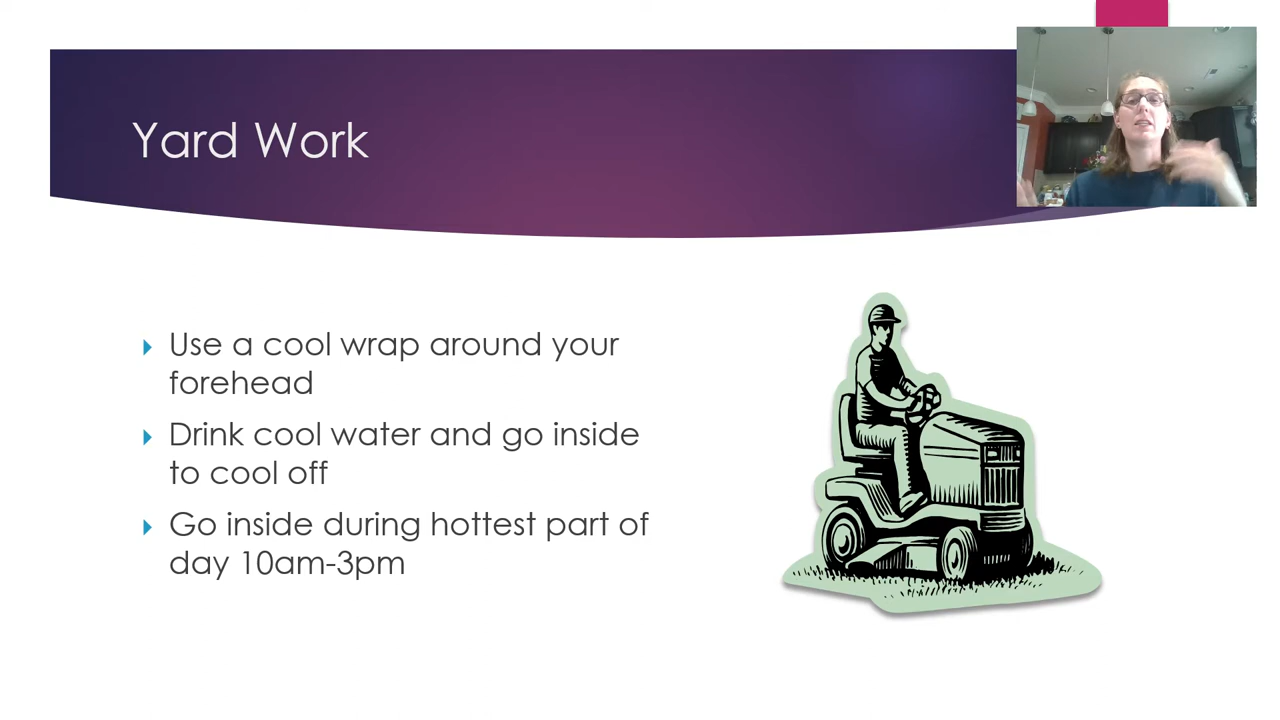 Yard Work
Use a cool wrap around your
forehead
Drink cool water and go inside
to cool off
Go inside during hottest part of
day 10am-3pm